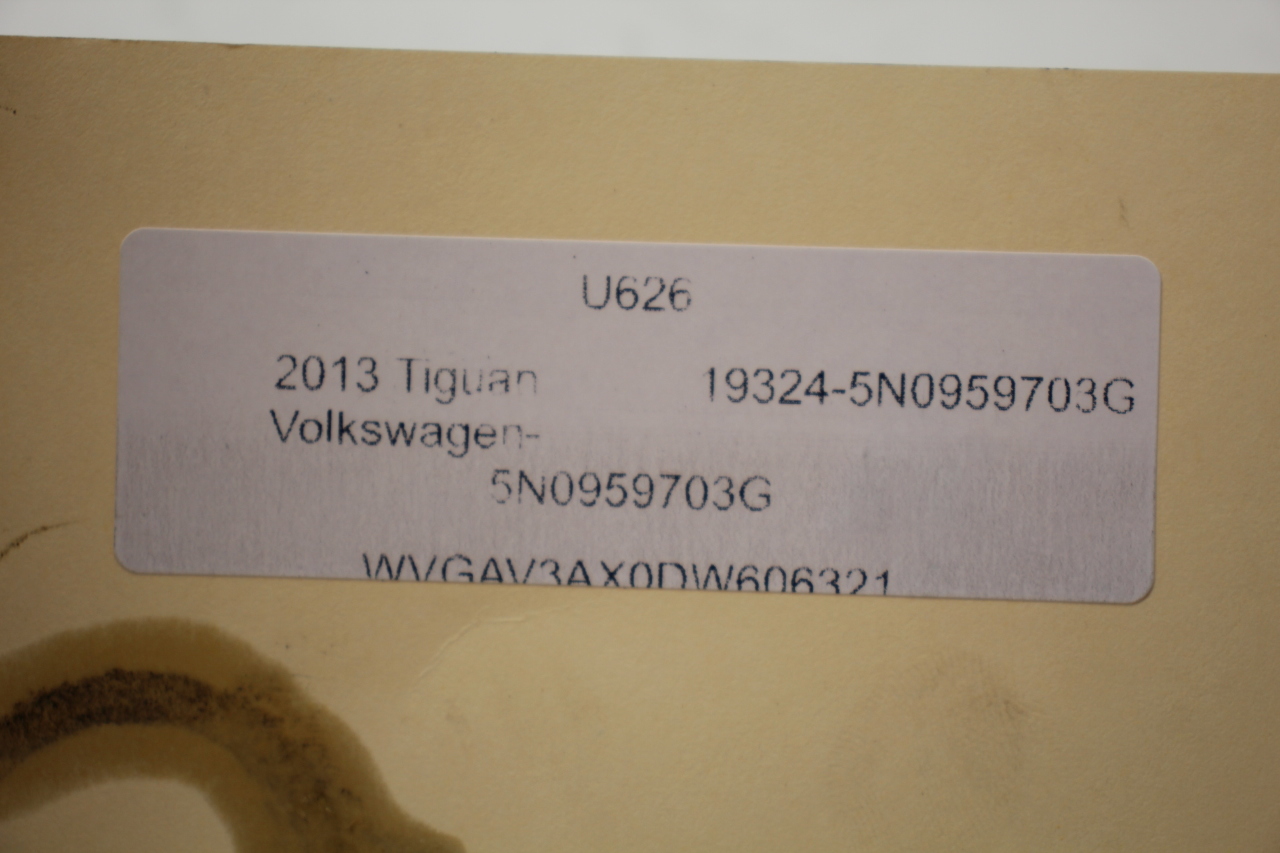 U626
2013 Tiguan 19324-5N0959703G
Volkswagen-
5N0959703G
WVGAV3AX0DW606321